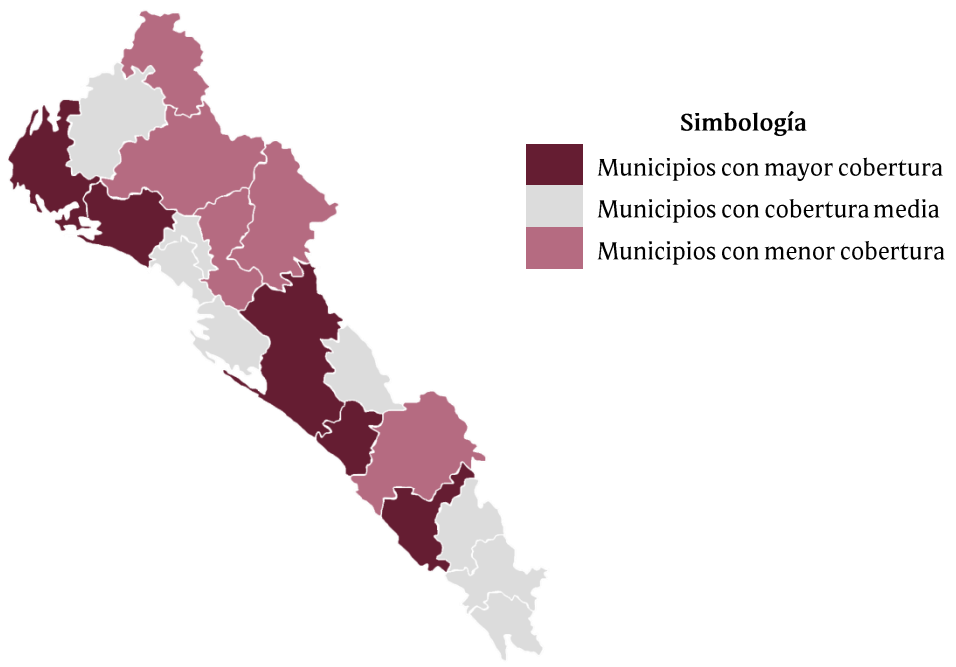 Simbología
Municipios con mayor cobertura
Municipios con cobertura media
Municipios con menor cobertura